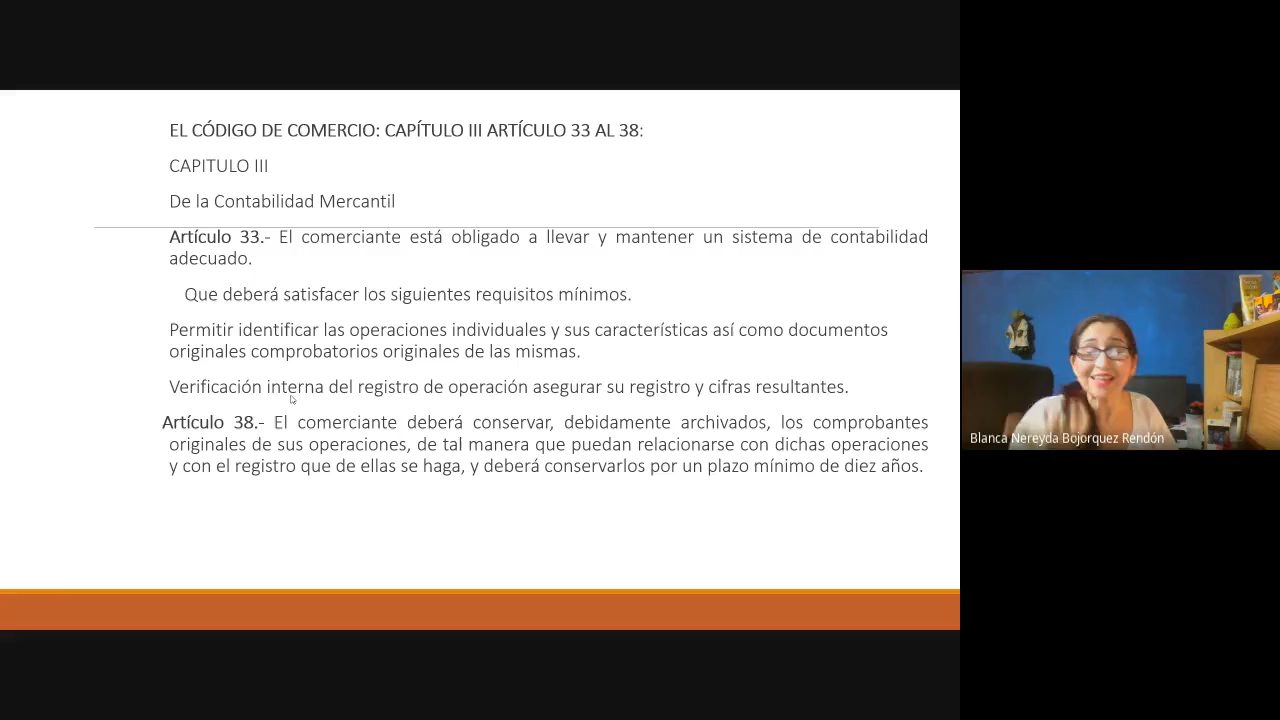 EL CÓDIGO DE COMERCIO: CAPÍTULO III ARTÍCULO 33 AL 38:
CAPITULO III
De la Contabilidad Mercantil
Artículo 33.- El comerciante está obligado a llevar y mantener un sistema de contabilidad
adecuado.
Que deberá satisfacer los siguientes requisitos mínimos.
Permitir identificar las operaciones individuales y sus características así como documentos
originales comprobatorios originales de las mismas.
Verificación interna del registro de operación asegurar su registro y cifras resultantes.
Artículo 38.- El comerciante deberá conservar, debidamente archivados, los comprobantes
originales de sus operaciones, de tal manera que puedan relacionarse con dichas operaciones
y con el registro que de ellas se haga, y deberá conservarlos por un plazo mínimo de diez años.
Blanca Nereyda Bojorquez Rendón